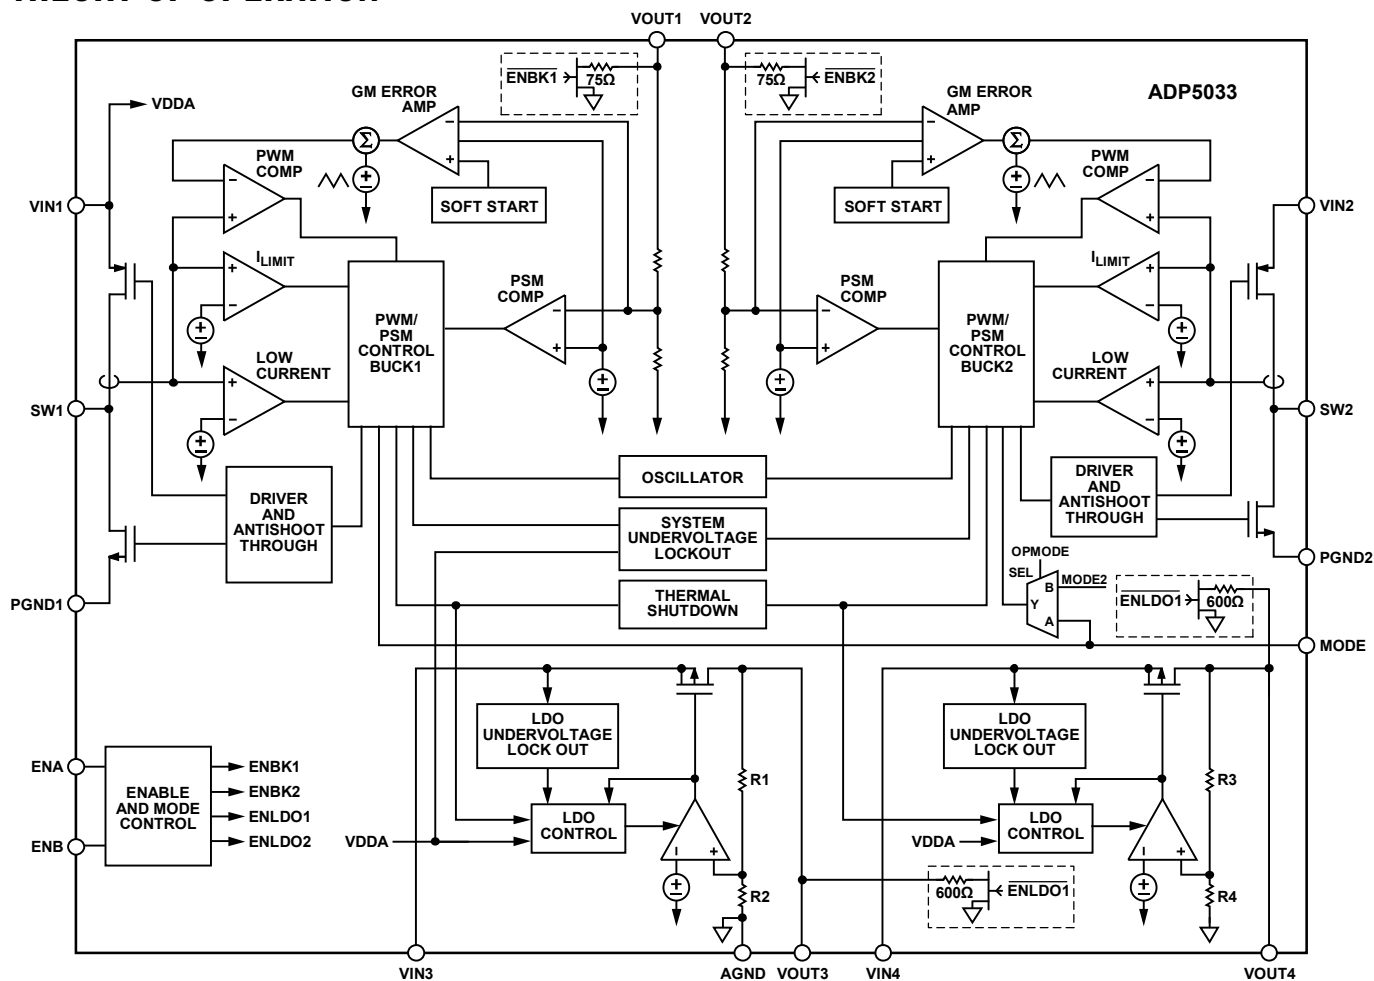 VOUT1 VOUT2
ENBK1
75Ω
75Ω
ENBK2
ADP5033
VDDA
GM ERROR
AMP
GM ERROR
AMP
Σ
Σ
PWM
COMP
PWM
COMP
SOFT START
SOFT START
VIN1
VIN2
ILIMIT
ILIMIT
PSM
COMP
PSM
COMP
PWM/
PSM
CONTROL
BUCK1
PWM/
PSM
CONTROL
BUCK2
LOW
CURRENT
LOW
CURRENT
SW1
SW2
OSCILLATOR
DRIVER
AND
ANTISHOOT
THROUGH
DRIVER
AND
ANTISHOOT
THROUGH
SYSTEM
UNDERVOLTAGE
LOCKOUT
OPMODE
SEL
B
MODE2
Y
A
PGND2
PGND1
THERMAL
SHUTDOWN
ENLDO1
600Ω
MODE
LDO
UNDERVOLTAGE
LOCK OUT
LDO
UNDERVOLTAGE
LOCK OUT
ENA
ENB
ENABLE
AND MODE
CONTROL
ENBK1
ENBK2
ENLDO1
ENLDO2
R1
R3
LDO
CONTROL
LDO
CONTROL
VDDA
VDDA
600Ω
ENLDO1
R2
R4
VIN3
AGND
VOUT3
VIN4
VOUT4